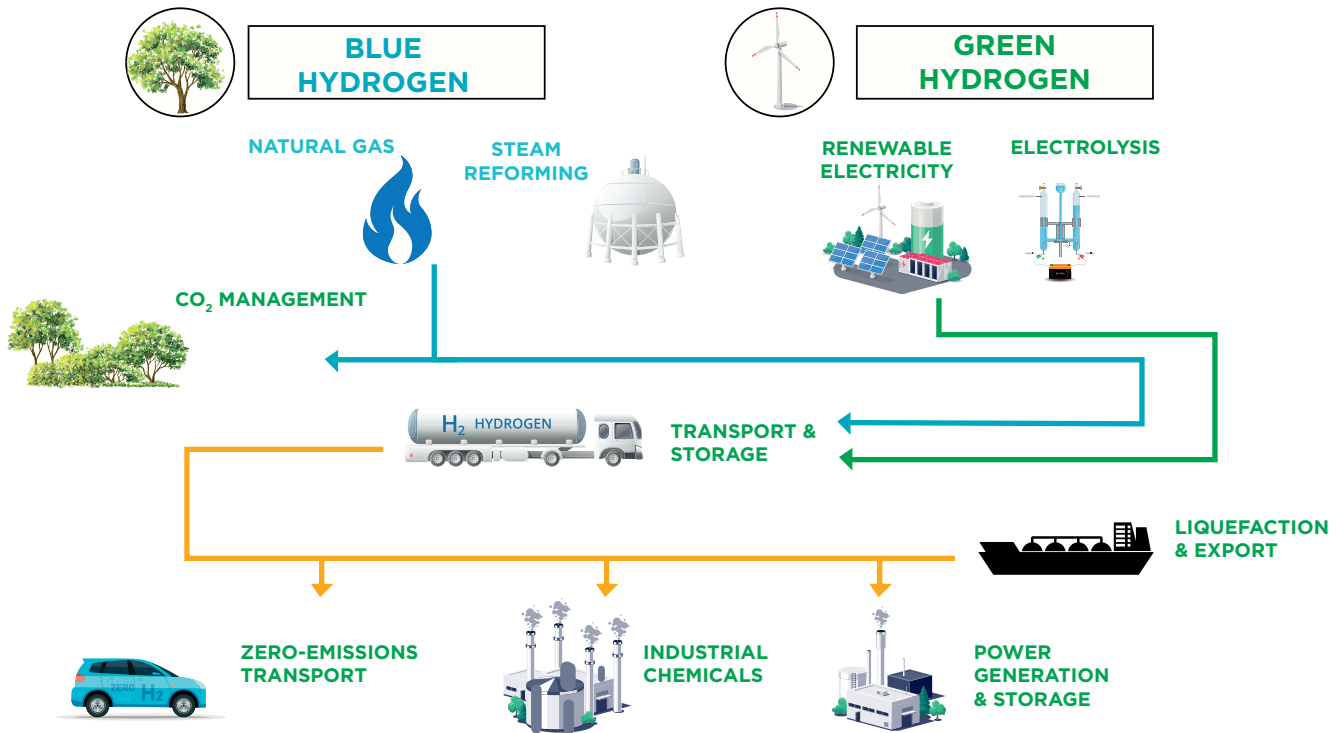 BLUE
HYDROGEN
GREEN
HYDROGEN
NATURAL GAS
STEAM
REFORMING
RENEWABLE
ELECTRICITY
ELECTROLYSIS
CO₂ MANAGEMENT
H₂ HYDROGEN
TRANSPORT &
STORAGE
LIQUEFACTION
& EXPORT
ZERO-EMISSIONS
TRANSPORT
ZERO H₂
INDUSTRIAL
CHEMICALS
POWER
GENERATION
& STORAGE